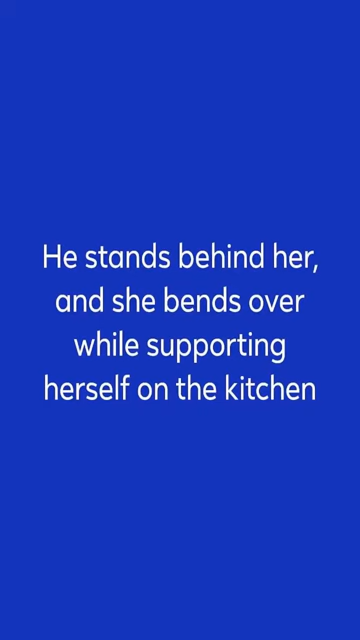 He stands behind her,
and she bends over
while supporting
herself on the kitchen